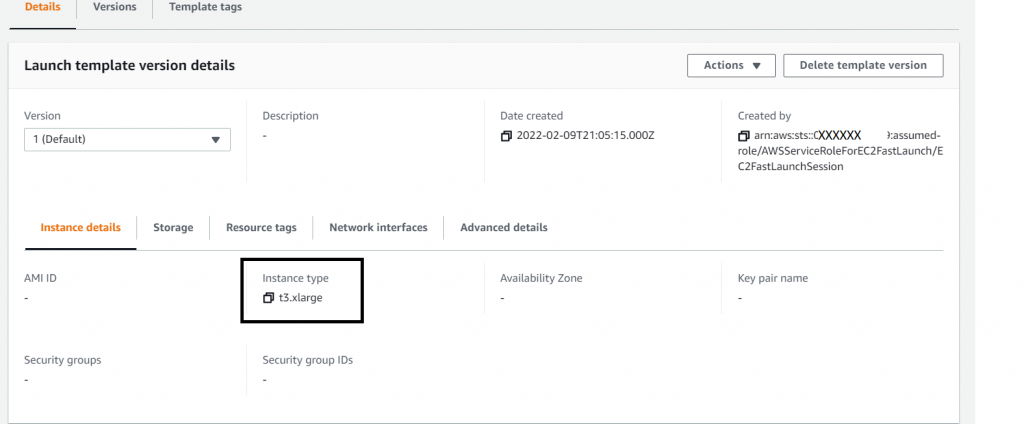 Details Versions Template tags
Launch template version details Actions Delete template version
Version Description Date created Created by
1 (Default) - 2022-02-09T21:05:15.000Z arn:aws:sts::0XXXXXX :assumed-
role/AWSServiceRoleForEC2FastLaunch/E
C2FastLaunchSession
Instance details Storage Resource tags Network interfaces Advanced details
AMI ID Instance type Availability Zone Key pair name
- t3.xlarge - -
Security groups Security group IDs
- -